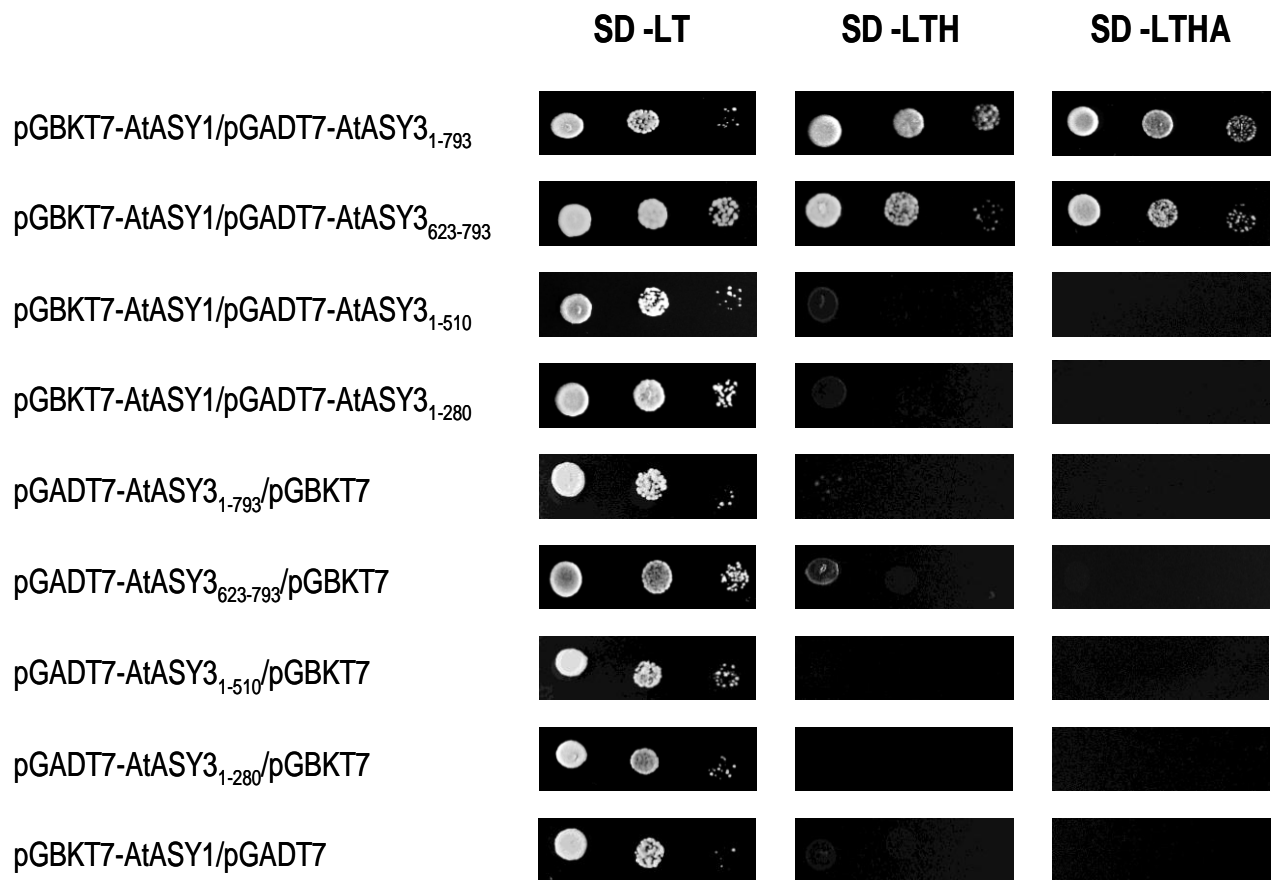 SD -LT SD -LTH SD -LTHA
pGBKT7-AtASY1/pGADT7-AtASY31-793
pGBKT7-AtASY1/pGADT7-AtASY3623-793
pGBKT7-AtASY1/pGADT7-AtASY31-510
pGBKT7-AtASY1/pGADT7-AtASY31-280
pGADT7-AtASY31-793/pGBKT7
pGADT7-AtASY3623-793/pGBKT7
pGADT7-AtASY31-510/pGBKT7
pGADT7-AtASY31-280/pGBKT7
pGBKT7-AtASY1/pGADT7